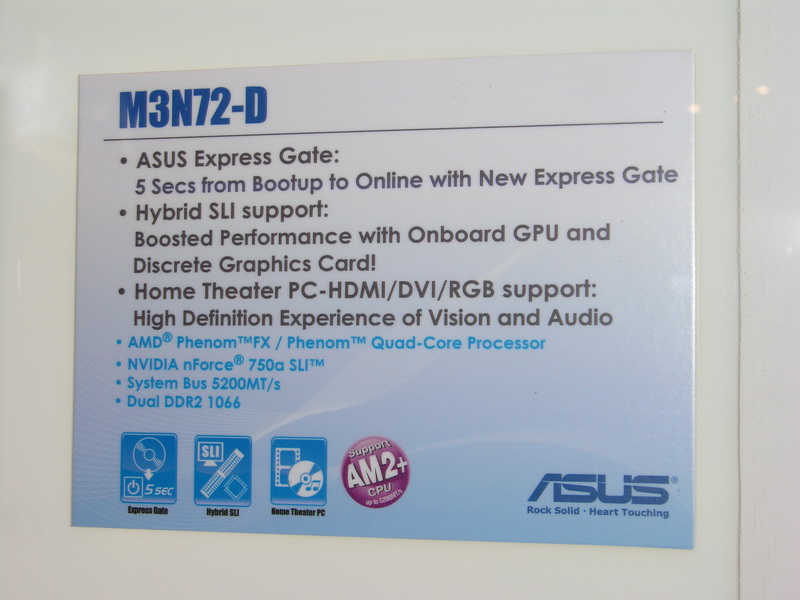 M3N72-D
• ASUS Express Gate:
5 Secs from Bootup to Online with New Express Gate
• Hybrid SLI support:
Boosted Performance with Onboard GPU and
Discrete Graphics Card!
• Home Theater PC-HDMI/DVI/RGB support:
High Definition Experience of Vision and Audio
• AMD® Phenom™FX / Phenom™ Quad-Core Processor
• NVIDIA nForce® 750a SLI™
• System Bus 5200MT/s
• Dual DDR2 1066
5 SEC
Express Gate
SLI
Hybrid SLI
Home Theater PC
Support
AM2+
CPU
up to 5200MT/s
ASUS®
Rock Solid · Heart Touching